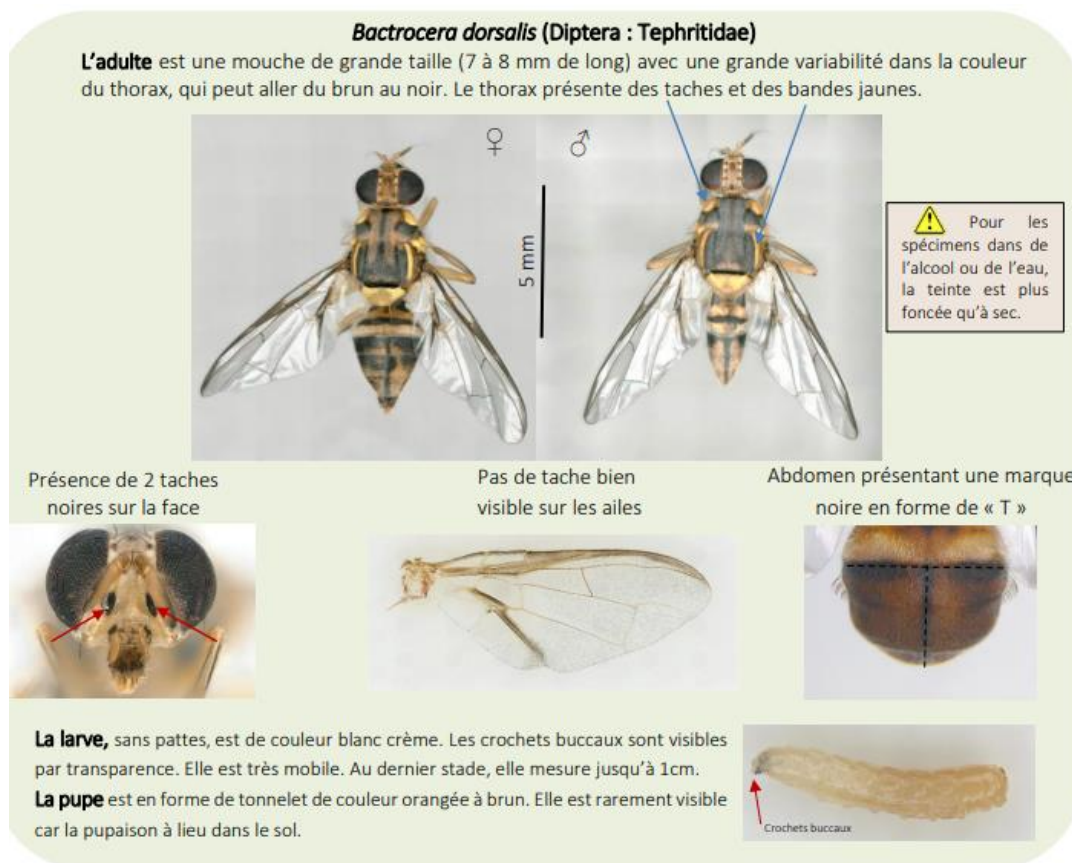 Bactrocera dorsalis (Diptera : Tephritidae)
L'adulte est une mouche de grande taille (7 à 8 mm de long) avec une grande variabilité dans la couleur
du thorax, qui peut aller du brun au noir. Le thorax présente des taches et des bandes jaunes.
♀
♂
5 mm
Pour les
spécimens dans de
l'alcool ou de l'eau,
la teinte est plus
foncée qu'à sec.
Présence de 2 taches
noires sur la face
Pas de tache bien
visible sur les ailes
Abdomen présentant une marque
noire en forme de « T »
La larve, sans pattes, est de couleur blanc crème. Les crochets buccaux sont visibles
par transparence. Elle est très mobile. Au dernier stade, elle mesure jusqu'à 1cm.
La pupe est en forme de tonnelet de couleur orangée à brun. Elle est rarement visible
car la pupaison à lieu dans le sol.
Crochets buccaux